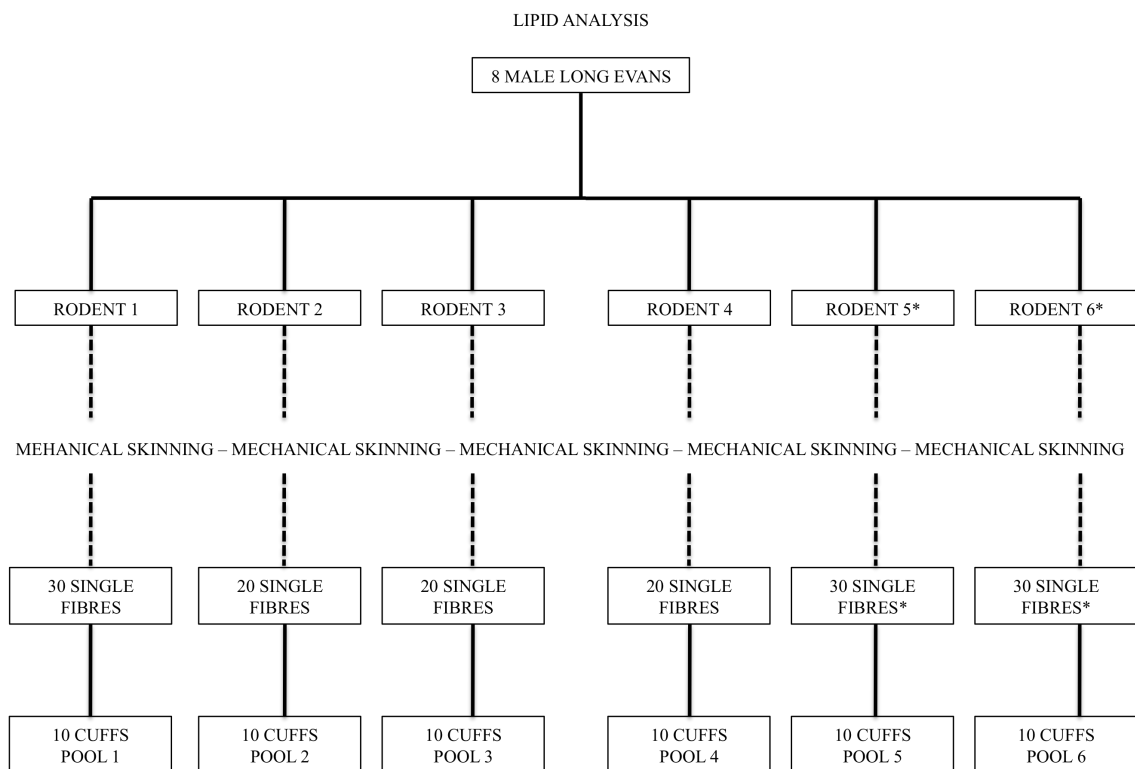 LIPID ANALYSIS
8 MALE LONG EVANS
RODENT 1
RODENT 2
RODENT 3
RODENT 4
RODENT 5*
RODENT 6*
MEHANICAL SKINNING – MECHANICAL SKINNING – MECHANICAL SKINNING – MECHANICAL SKINNING – MECHANICAL SKINNING
30 SINGLE
FIBRES
20 SINGLE
FIBRES
20 SINGLE
FIBRES
20 SINGLE
FIBRES
30 SINGLE
FIBRES*
30 SINGLE
FIBRES*
10 CUFFS
POOL 1
10 CUFFS
POOL 2
10 CUFFS
POOL 3
10 CUFFS
POOL 4
10 CUFFS
POOL 5
10 CUFFS
POOL 6